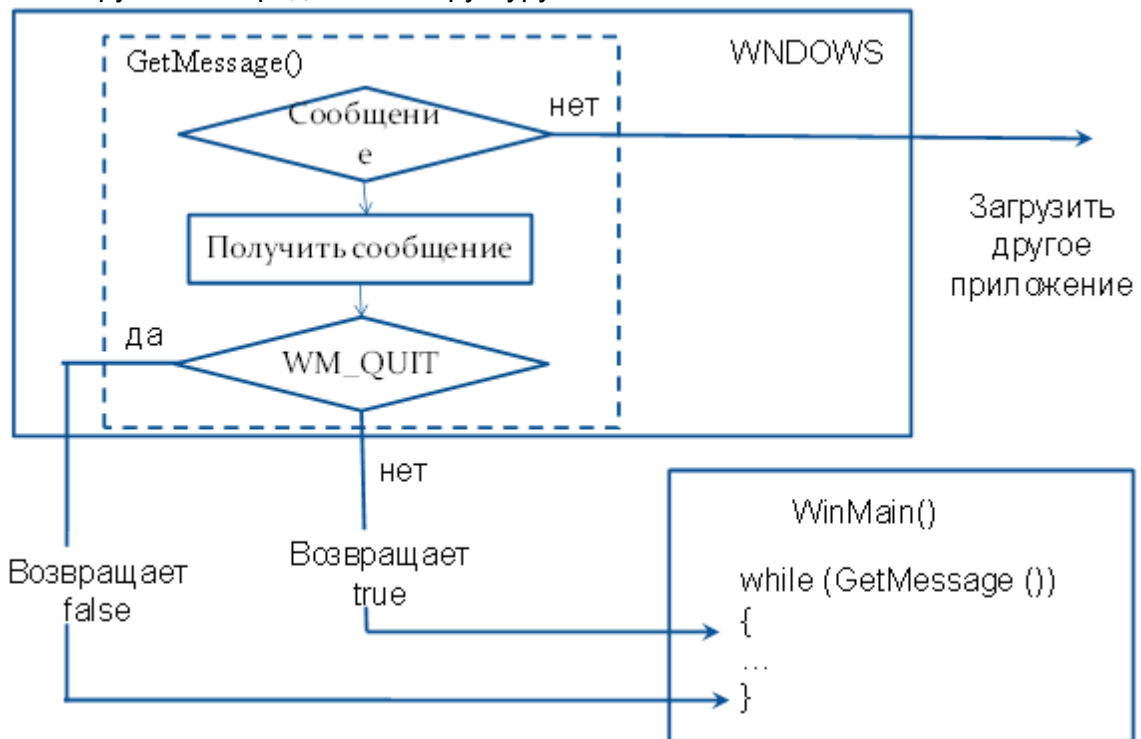 WNDOWS
GetMessage()
Сообщени
е
нет
Загрузить
другое
приложение
Получить сообщение
да
WM_QUIT
нет
Возвращает
false
Возвращает
true
WinMain()
while (GetMessage ())
{
...
}